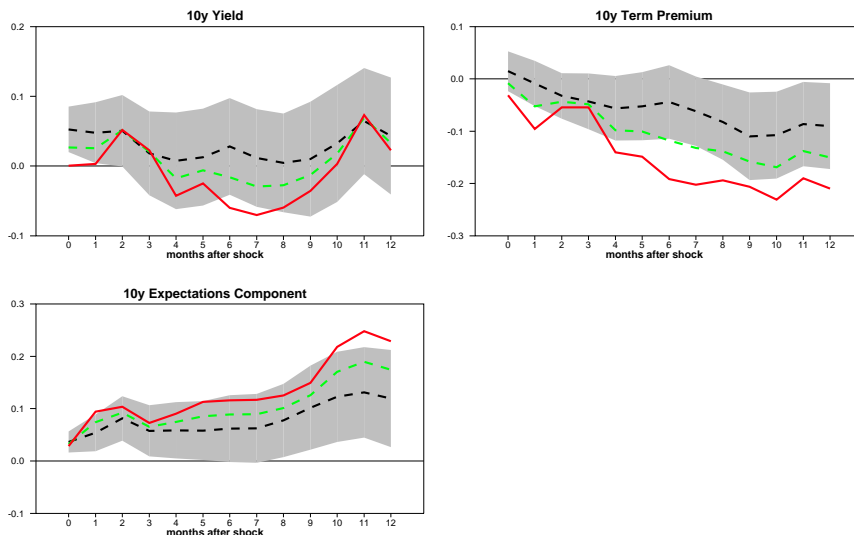 10y Yield
0.2
0.1
0.0
-0.1
0 1 2 3 4 5 6 7 8 9 10 11 12
months after shock
10y Term Premium
0.1
0.0
-0.1
-0.2
-0.3
0 1 2 3 4 5 6 7 8 9 10 11 12
months after shock
10y Expectations Component
0.3
0.2
0.1
0.0
-0.1
0 1 2 3 4 5 6 7 8 9 10 11 12
months after shock